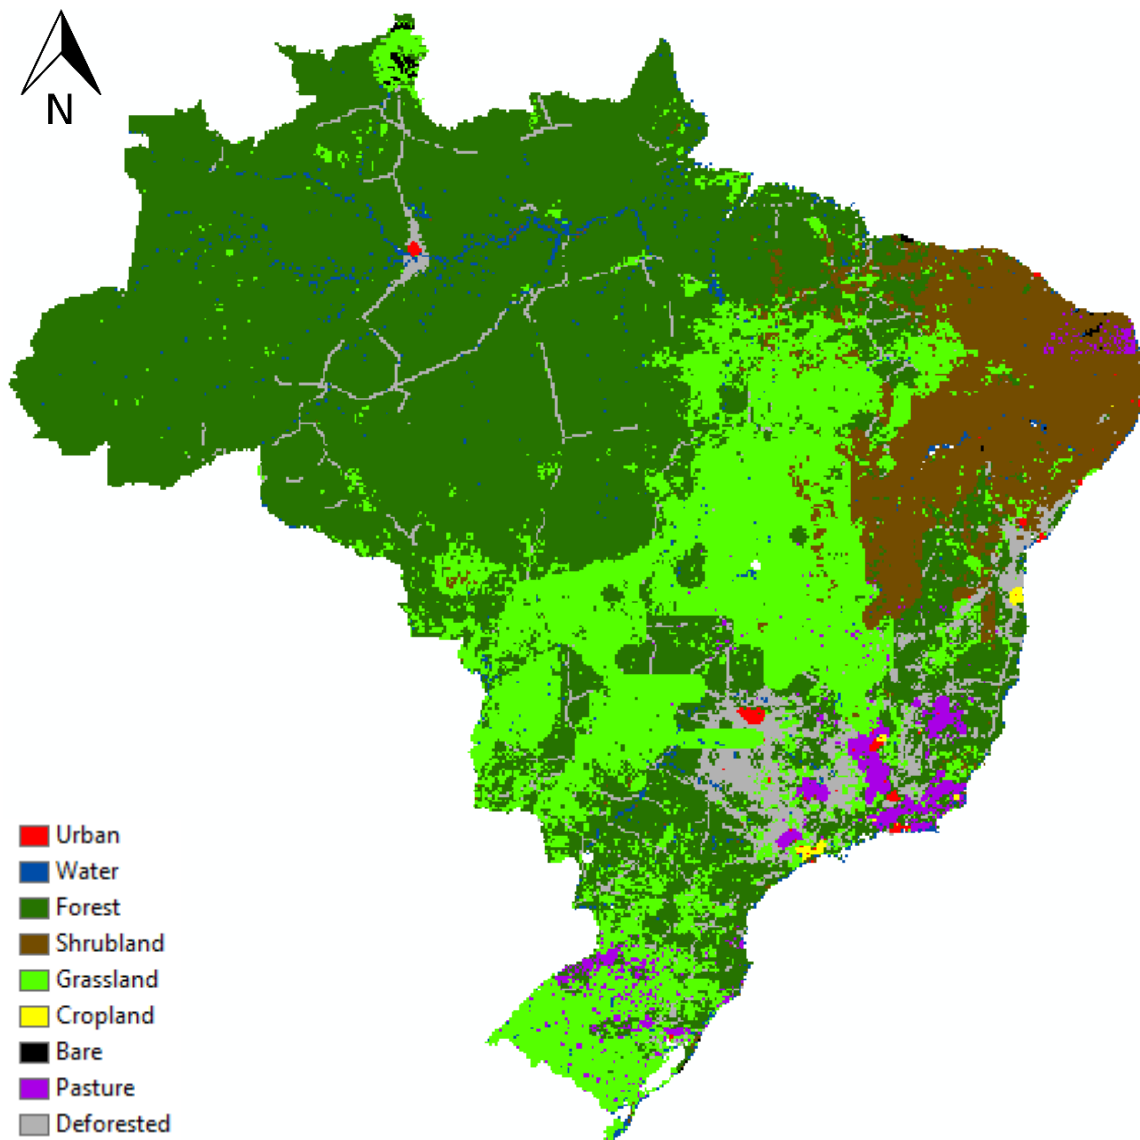 N
Urban
Water
Forest
Shrubland
Grassland
Cropland
Bare
Pasture
Deforested